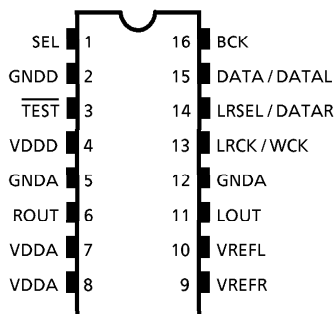 SEL 1 16 BCK
GNDD 2 15 DATA / DATAL
TEST 3 14 LRSEL / DATAR
VDDD 4 13 LRCK / WCK
GNDA 5 12 GNDA
ROUT 6 11 LOUT
VDDA 7 10 VREFL
VDDA 8 9 VREFR